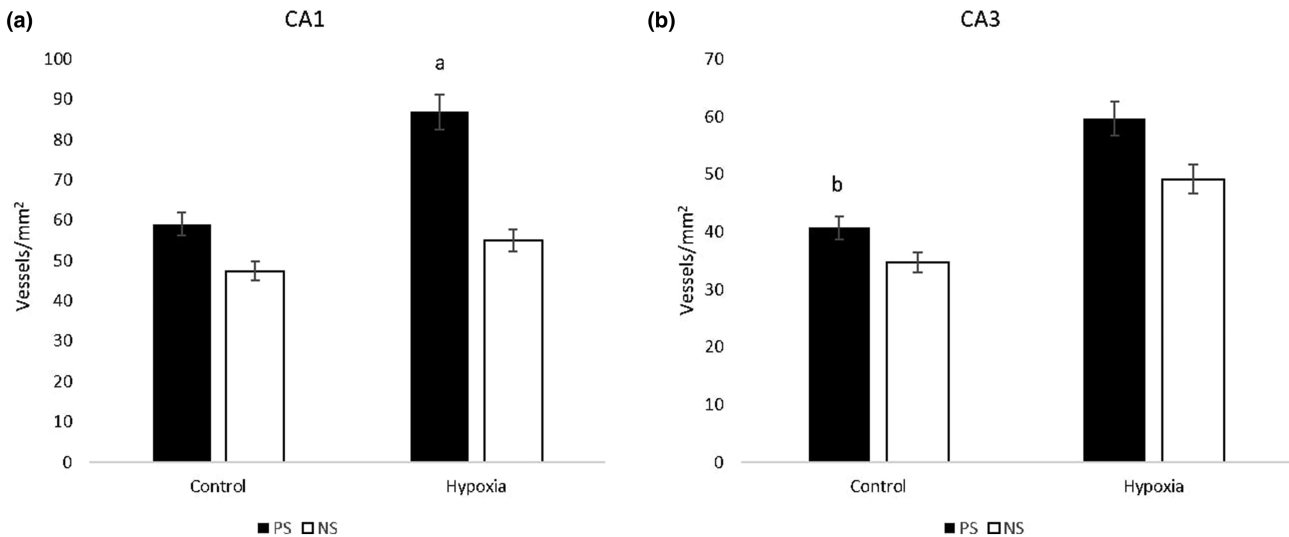 (a)
CA1
Vessels/mm²
100
90
80
70
60
50
40
30
20
10
0
a
Control
Hypoxia
PS NS
(b)
CA3
Vessels/mm²
70
60
50
40
30
20
10
0
b
Control
Hypoxia
PS NS